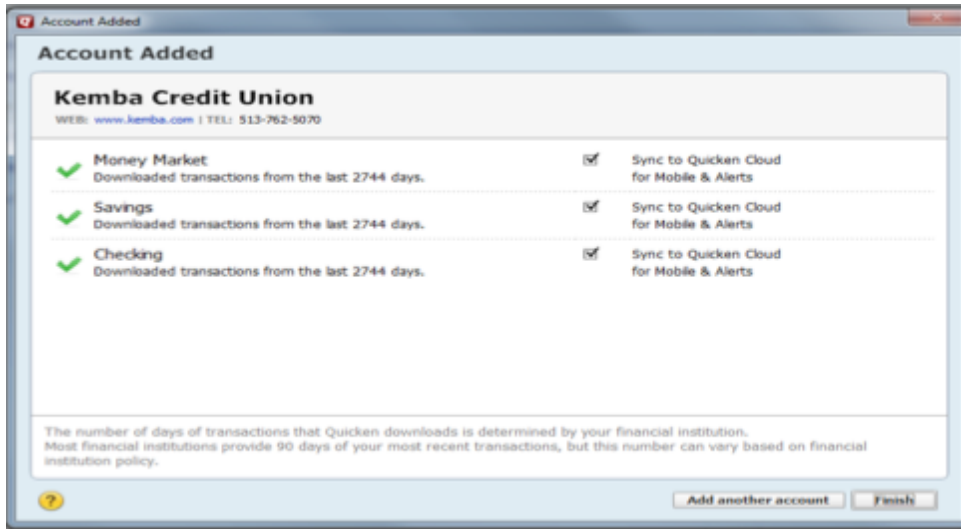 Account Added
Account Added
Kemba Credit Union
WEB: www.kemba.com | TEL: 513-762-5070
Money Market
Downloaded transactions from the last 2744 days.
Sync to Quicken Cloud
for Mobile & Alerts
Savings
Downloaded transactions from the last 2744 days.
Sync to Quicken Cloud
for Mobile & Alerts
Checking
Downloaded transactions from the last 2744 days.
Sync to Quicken Cloud
for Mobile & Alerts
The number of days of transactions that Quicken downloads is determined by your financial institution.
Most financial institutions provide 90 days of your most recent transactions, but this number can vary based on financial
institution policy.
?
Add another account
Finish